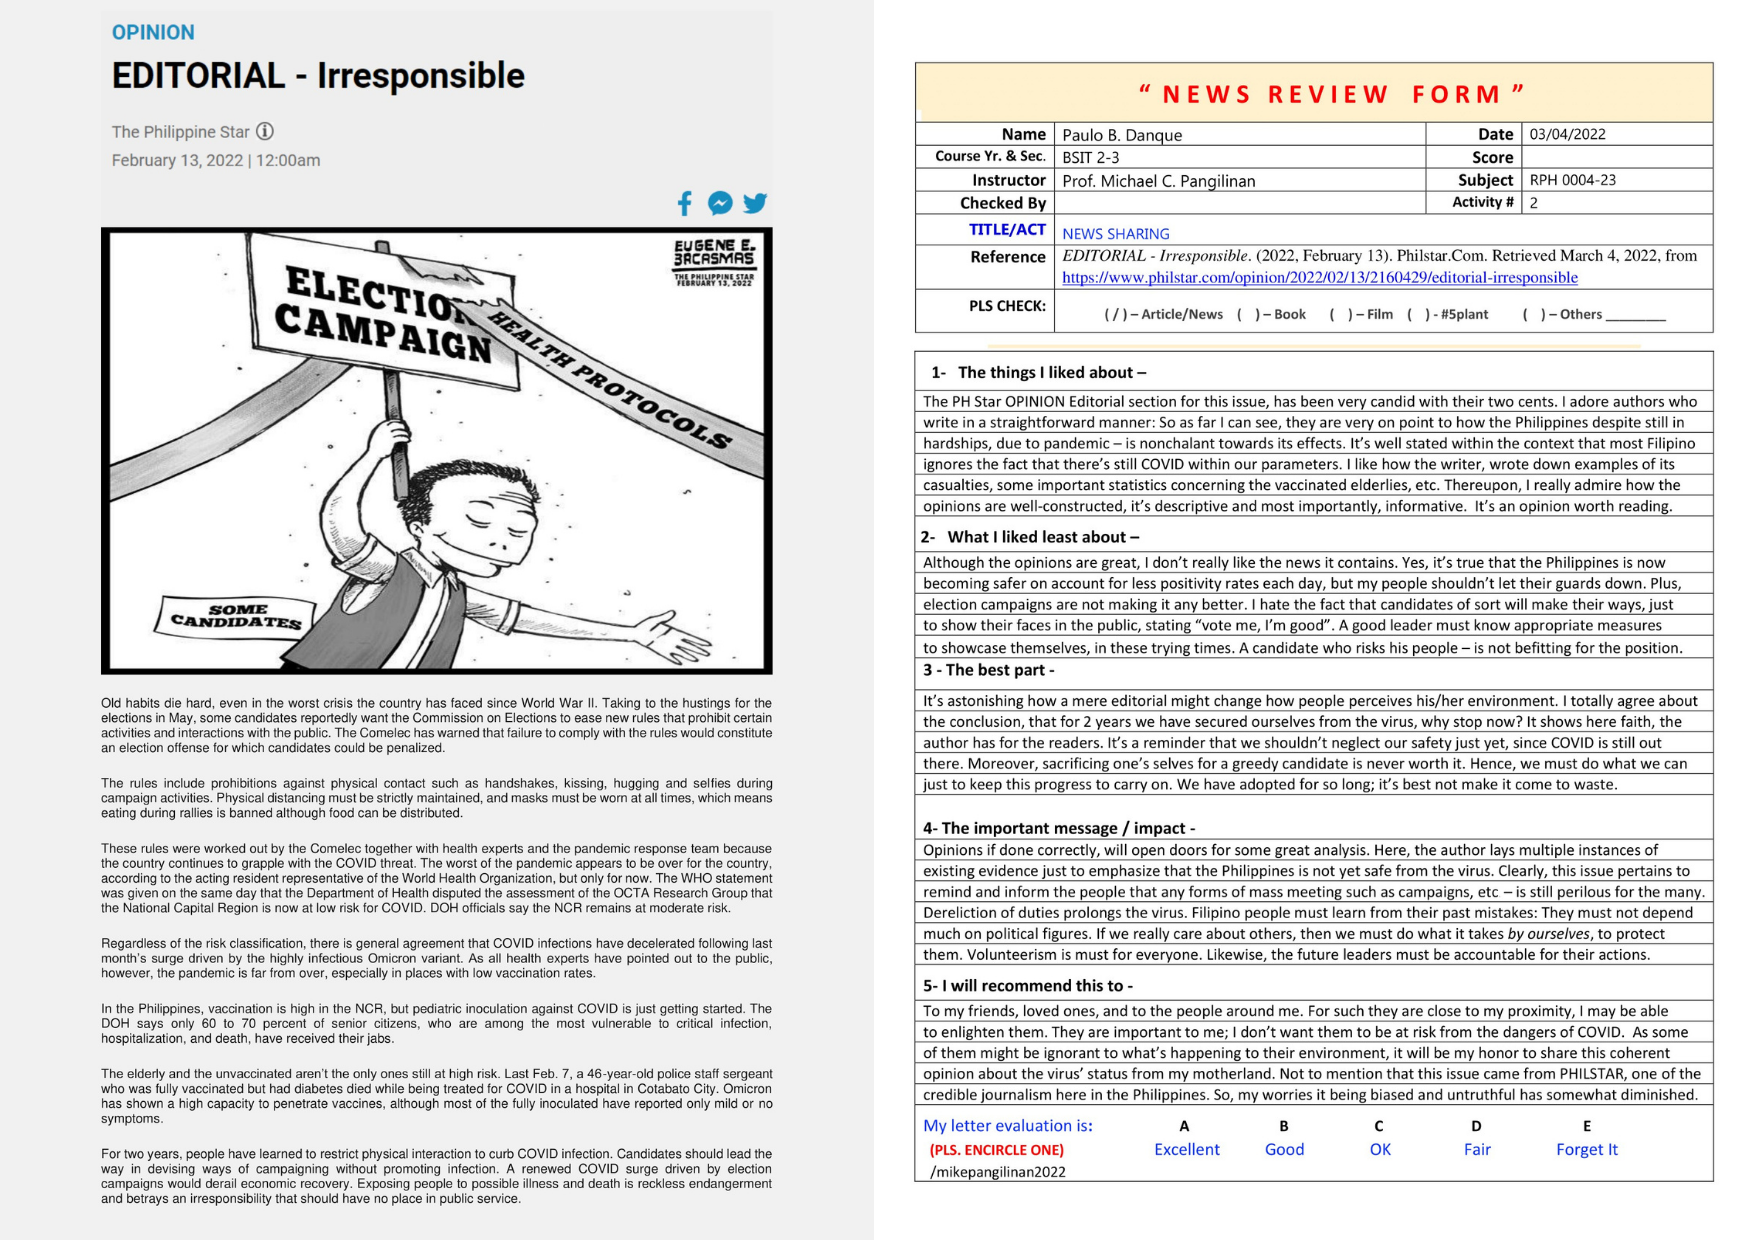 OPINION
EDITORIAL - Irresponsible
The Philippine Star
February 13, 2022 | 12:00am
EUGENE E.
BACASMAS
THE PHILIPPINE STAR
FEBRUARY 13, 2022
ELECTION
CAMPAIGN
HEALTH PROTOCOLS
SOME
CANDIDATES
Old habits die hard, even in the worst crisis the country has faced since World War II. Taking to the hustings for the
elections in May, some candidates reportedly want the Commission on Elections to ease new rules that prohibit certain
activities and interactions with the public. The Comelec has warned that failure to comply with the rules would constitute
an election offense for which candidates could be penalized.
The rules include prohibitions against physical contact such as handshakes, kissing, hugging and selfies during
campaign activities. Physical distancing must be strictly maintained, and masks must be worn at all times, which means
eating during rallies is banned although food can be distributed.
These rules were worked out by the Comelec together with health experts and the pandemic response team because
the country continues to grapple with the COVID threat. The worst of the pandemic appears to be over for the country,
according to the acting resident representative of the World Health Organization, but only for now. The WHO statement
was given on the same day that the Department of Health disputed the assessment of the OCTA Research Group that
the National Capital Region is now at low risk for COVID. DOH officials say the NCR remains at moderate risk.
Regardless of the risk classification, there is general agreement that COVID infections have decelerated following last
month's surge driven by the highly infectious Omicron variant. As all health experts have pointed out to the public,
however, the pandemic is far from over, especially in places with low vaccination rates.
In the Philippines, vaccination is high in the NCR, but pediatric inoculation against COVID is just getting started. The
DOH says only 60 to 70 percent of senior citizens, who are among the most vulnerable to critical infection,
hospitalization, and death, have received their jabs.
The elderly and the unvaccinated aren't the only ones still at high risk. Last Feb. 7, a 46-year-old police staff sergeant
who was fully vaccinated but had diabetes died while being treated for COVID in a hospital in Cotabato City. Omicron
has shown a high capacity to penetrate vaccines, although most of the fully inoculated have reported only mild or no
symptoms.
For two years, people have learned to restrict physical interaction to curb COVID infection. Candidates should lead the
way in devising ways of campaigning without promoting infection. A renewed COVID surge driven by election
campaigns would derail economic recovery. Exposing people to possible illness and death is reckless endangerment
and betrays an irresponsibility that should have no place in public service.
“ NEWS REVIEW FORM ”
Name Paulo B. Danque Date 03/04/2022
Course Yr. & Sec. BSIT 2-3 Score
Instructor Prof. Michael C. Pangilinan Subject RPH 0004-23
Checked By Activity # 2
TITLE/ACT NEWS SHARING
Reference EDITORIAL - Irresponsible. (2022, February 13). Philstar.Com. Retrieved March 4, 2022, from
https://www.philstar.com/opinion/2022/02/13/2160429/editorial-irresponsible
PLS CHECK: ( / ) – Article/News ( ) – Book ( ) – Film ( ) - #5plant ( ) – Others ________
1- The things I liked about –
The PH Star OPINION Editorial section for this issue, has been very candid with their two cents. I adore authors who
write in a straightforward manner: So as far I can see, they are very on point to how the Philippines despite still in
hardships, due to pandemic – is nonchalant towards its effects. It’s well stated within the context that most Filipino
ignores the fact that there’s still COVID within our parameters. I like how the writer, wrote down examples of its
casualties, some important statistics concerning the vaccinated elderlies, etc. Thereupon, I really admire how the
opinions are well-constructed, it’s descriptive and most importantly, informative. It’s an opinion worth reading.
2- What I liked least about –
Although the opinions are great, I don’t really like the news it contains. Yes, it’s true that the Philippines is now
becoming safer on account for less positivity rates each day, but my people shouldn’t let their guards down. Plus,
election campaigns are not making it any better. I hate the fact that candidates of sort will make their ways, just
to show their faces in the public, stating “vote me, I’m good”. A good leader must know appropriate measures
to showcase themselves, in these trying times. A candidate who risks his people – is not befitting for the position.
3 - The best part -
It’s astonishing how a mere editorial might change how people perceives his/her environment. I totally agree about
the conclusion, that for 2 years we have secured ourselves from the virus, why stop now? It shows here faith, the
author has for the readers. It’s a reminder that we shouldn’t neglect our safety just yet, since COVID is still out
there. Moreover, sacrificing one’s selves for a greedy candidate is never worth it. Hence, we must do what we can
just to keep this progress to carry on. We have adopted for so long; it’s best not make it come to waste.
4- The important message / impact -
Opinions if done correctly, will open doors for some great analysis. Here, the author lays multiple instances of
existing evidence just to emphasize that the Philippines is not yet safe from the virus. Clearly, this issue pertains to
remind and inform the people that any forms of mass meeting such as campaigns, etc – is still perilous for the many.
Dereliction of duties prolongs the virus. Filipino people must learn from their past mistakes: They must not depend
much on political figures. If we really care about others, then we must do what it takes by ourselves, to protect
them. Volunteerism is must for everyone. Likewise, the future leaders must be accountable for their actions.
5- I will recommend this to -
To my friends, loved ones, and to the people around me. For such they are close to my proximity, I may be able
to enlighten them. They are important to me; I don’t want them to be at risk from the dangers of COVID. As some
of them might be ignorant to what’s happening to their environment, it will be my honor to share this coherent
opinion about the virus’ status from my motherland. Not to mention that this issue came from PHILSTAR, one of the
credible journalism here in the Philippines. So, my worries it being biased and untruthful has somewhat diminished.
My letter evaluation is: A B C D E
(PLS. ENCIRCLE ONE) Excellent Good OK Fair Forget It
/mikepangilinan2022